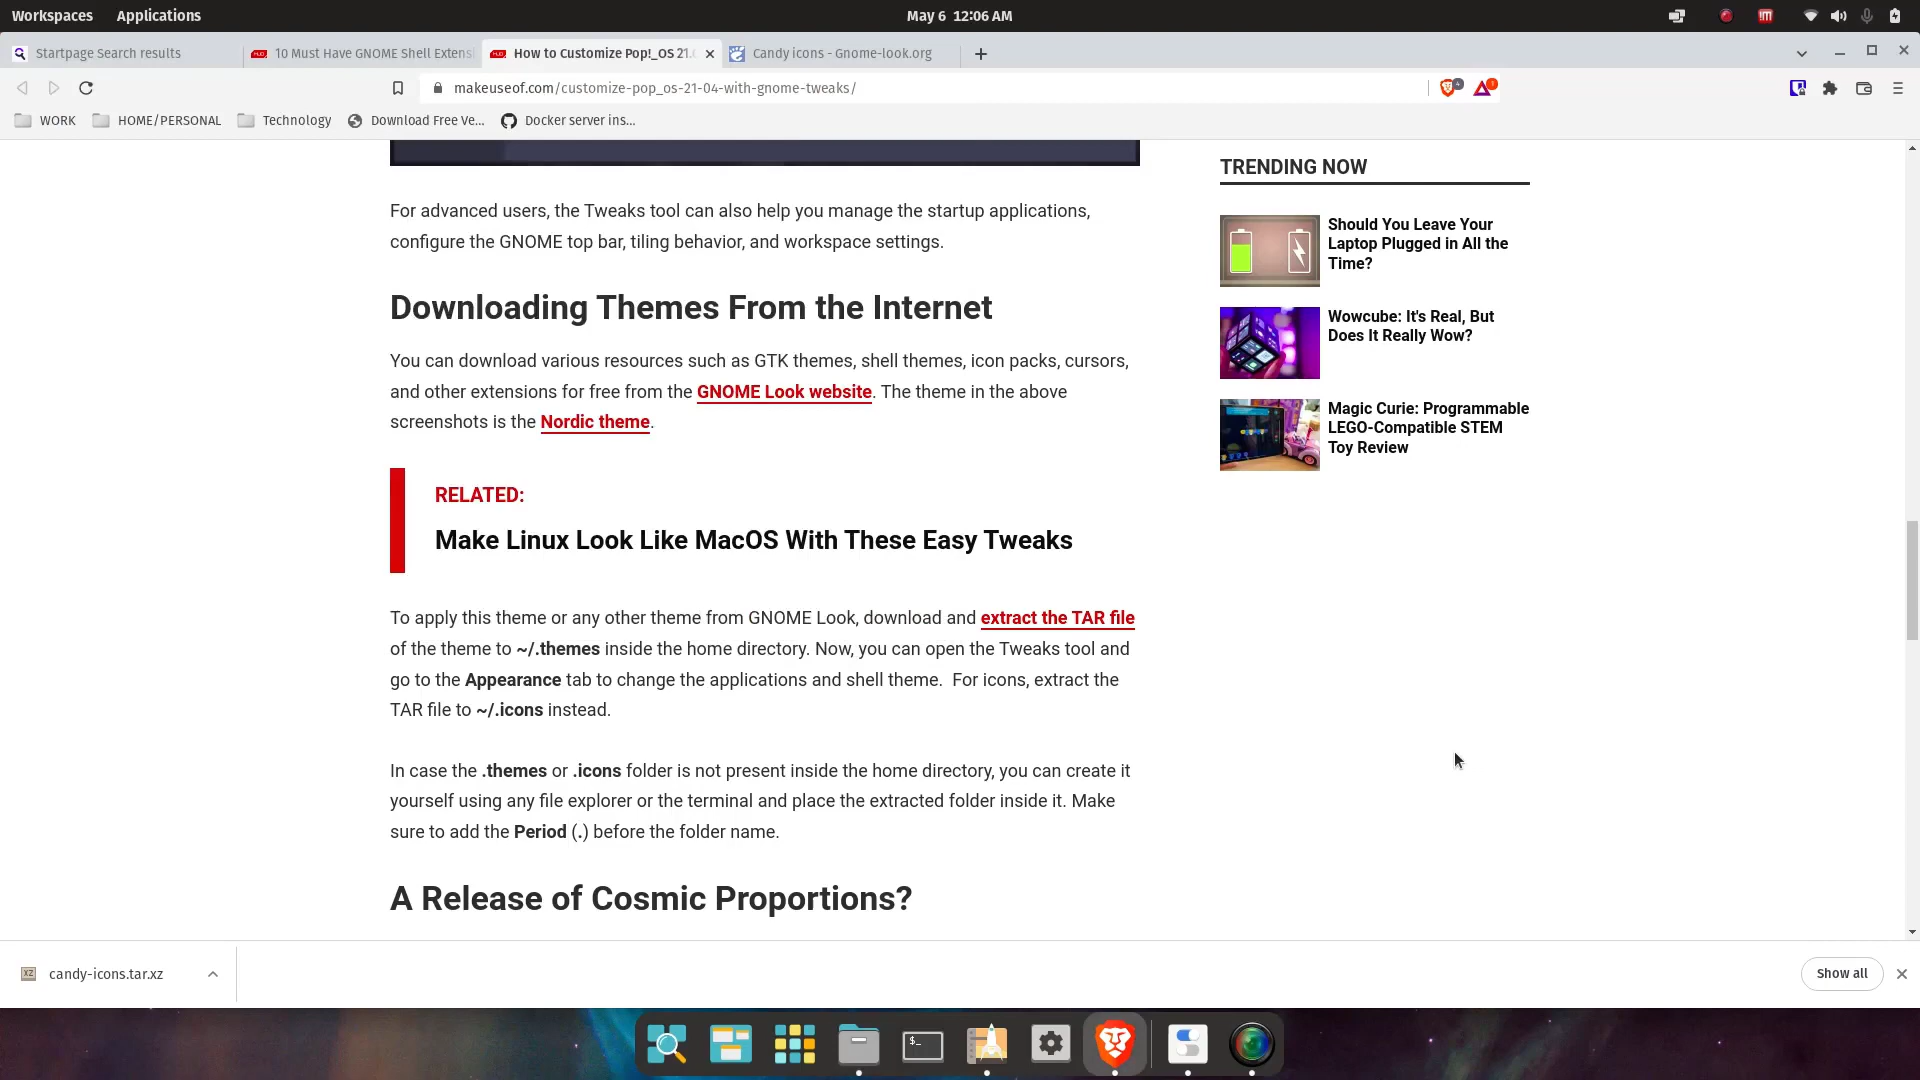 Workspaces Applications May 6 12:06 AM
Startpage Search results 10 Must Have GNOME Shell Extens How to Customize Pop!_OS 21. Candy icons - Gnome-look.org
makeuseof.com/customize-pop_os-21-04-with-gnome-tweaks/
WORK HOME/PERSONAL Technology Download Free Ve... Docker server ins...
For advanced users, the Tweaks tool can also help you manage the startup applications,
configure the GNOME top bar, tiling behavior, and workspace settings.
Downloading Themes From the Internet
You can download various resources such as GTK themes, shell themes, icon packs, cursors,
and other extensions for free from the GNOME Look website. The theme in the above
screenshots is the Nordic theme.
RELATED:
Make Linux Look Like MacOS With These Easy Tweaks
To apply this theme or any other theme from GNOME Look, download and extract the TAR file
of the theme to ~/.themes inside the home directory. Now, you can open the Tweaks tool and
go to the Appearance tab to change the applications and shell theme. For icons, extract the
TAR file to ~/.icons instead.
In case the .themes or .icons folder is not present inside the home directory, you can create it
yourself using any file explorer or the terminal and place the extracted folder inside it. Make
sure to add the Period (.) before the folder name.
A Release of Cosmic Proportions?
TRENDING NOW
Should You Leave Your
Laptop Plugged in All the
Time?
Wowcube: It's Real, But
Does It Really Wow?
Magic Curie: Programmable
LEGO-Compatible STEM
Toy Review
candy-icons.tar.xz
Show all